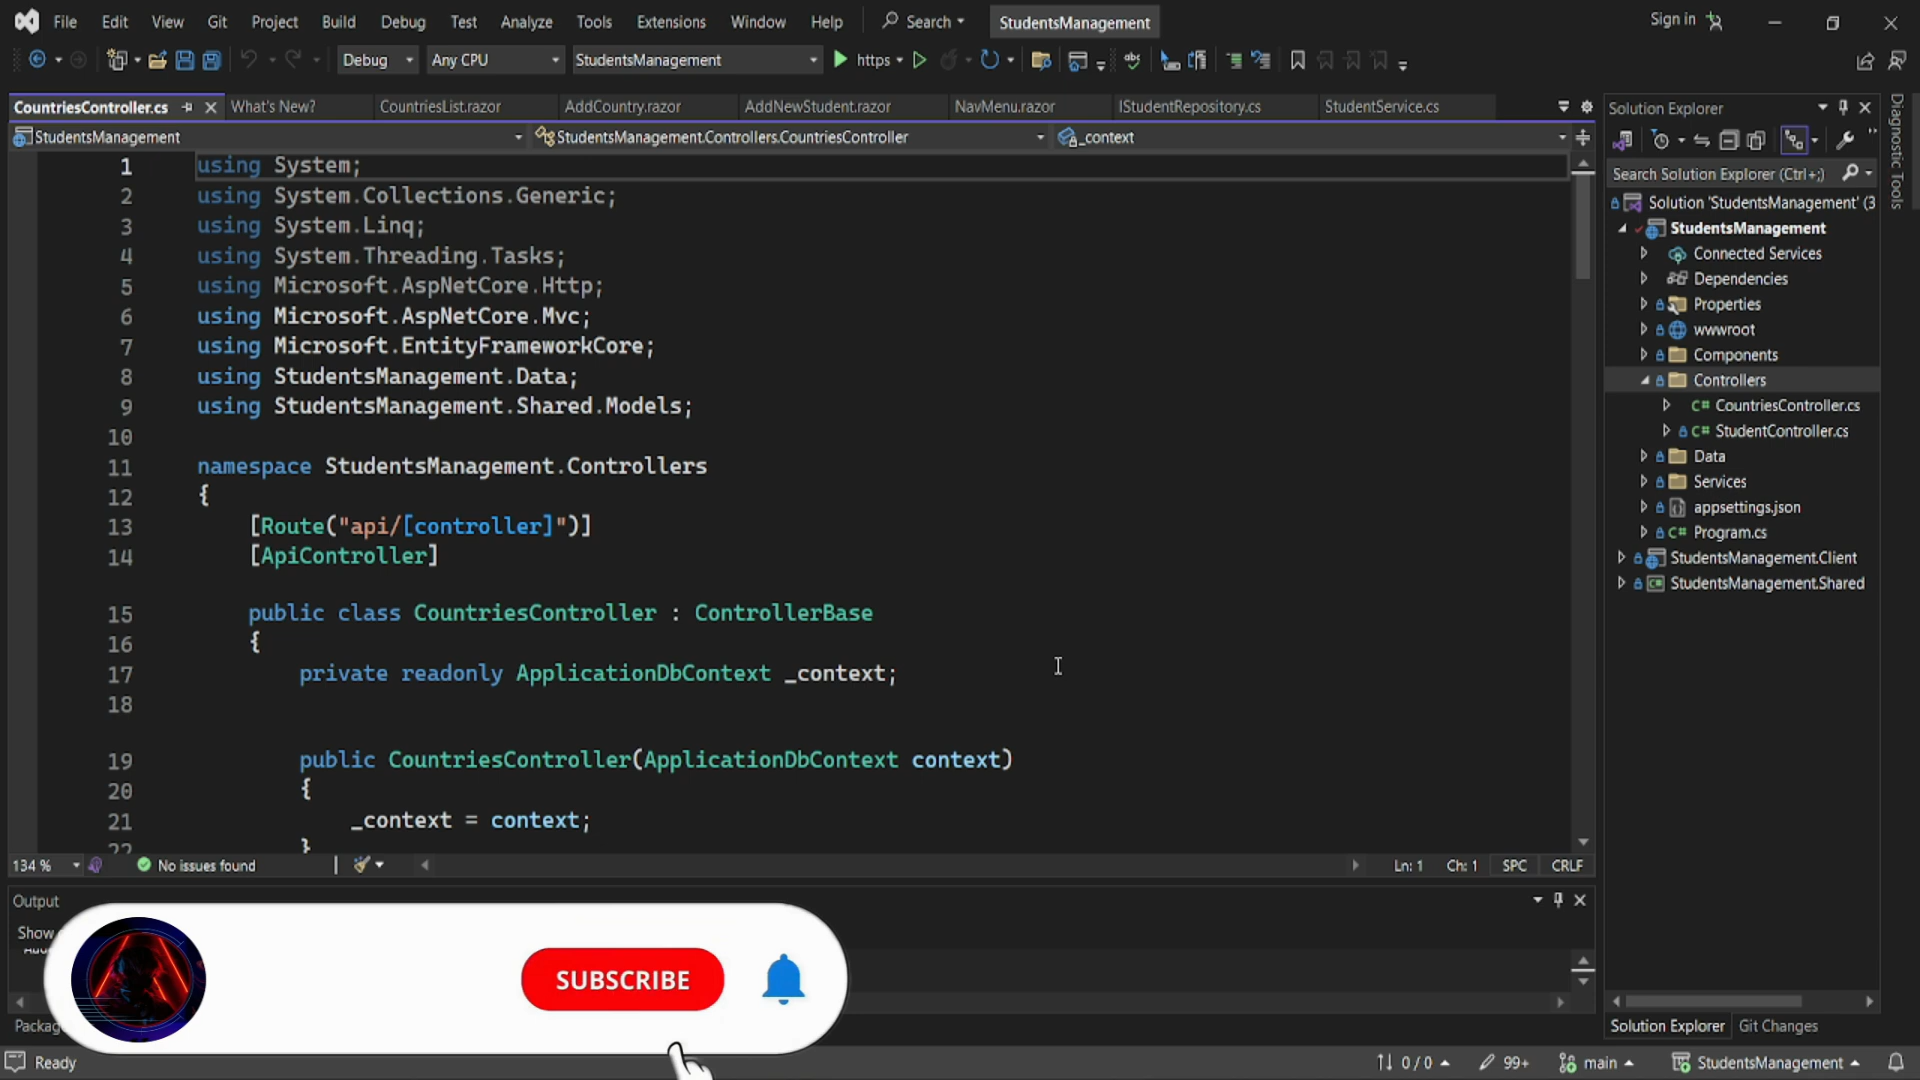 File Edit View Git Project Build Debug Test Analyze Tools Extensions Window Help Search StudentsManagement Sign in
Debug Any CPU StudentsManagement https
CountriesController.cs What's New? CountriesList.razor AddCountry.razor AddNewStudent.razor NavMenu.razor IStudentRepository.cs StudentService.cs
StudentsManagement StudentsManagement.Controllers.CountriesController _context
1 using System;
2 using System.Collections.Generic;
3 using System.Linq;
4 using System.Threading.Tasks;
5 using Microsoft.AspNetCore.Http;
6 using Microsoft.AspNetCore.Mvc;
7 using Microsoft.EntityFrameworkCore;
8 using StudentsManagement.Data;
9 using StudentsManagement.Shared.Models;
10
11 namespace StudentsManagement.Controllers
12 {
13 [Route("api/[controller]")]
14 [ApiController]
15 public class CountriesController : ControllerBase
16 {
17 private readonly ApplicationDbContext _context;
18
19 public CountriesController(ApplicationDbContext context)
20 {
21 _context = context;
22 }
134 % No issues found Ln: 1 Ch: 1 SPC CRLF
Output
Show
SUBSCRIBE
Packag
Ready 0 / 0 99+ main StudentsManagement
Solution Explorer
Search Solution Explorer (Ctrl+;)
Solution 'StudentsManagement' (3
StudentsManagement
Connected Services
Dependencies
Properties
wwwroot
Components
Controllers
C# CountriesController.cs
C# StudentController.cs
Data
Services
appsettings.json
C# Program.cs
StudentsManagement.Client
StudentsManagement.Shared
Solution Explorer Git Changes
Diagnostic Tools